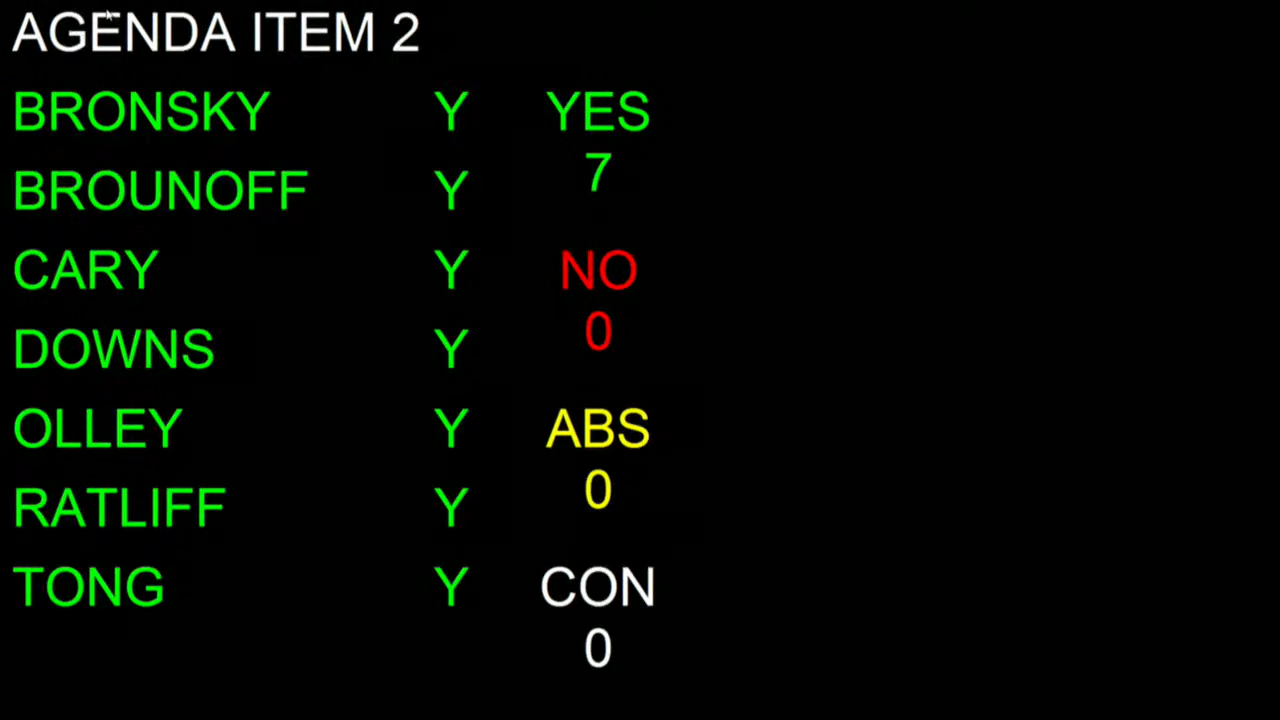 AGENDA ITEM 2
BRONSKY Y YES
7
BROUNOFF Y
CARY Y NO
0
DOWNS Y
OLLEY Y ABS
0
RATLIFF Y
TONG Y CON
0